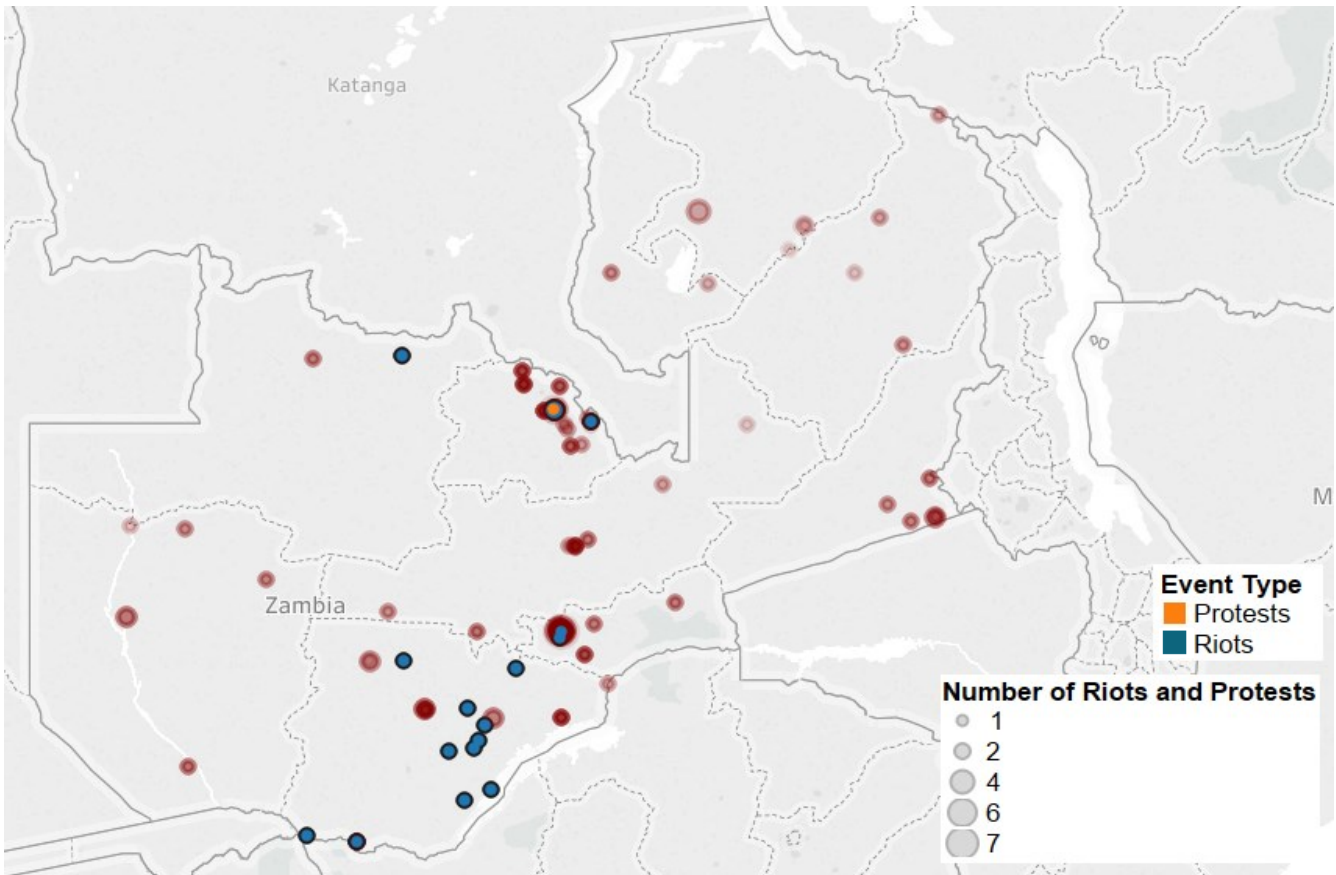 Katanga
M
Zambia
Event Type
Protests
Riots
Number of Riots and Protests
1
2
4
6
7